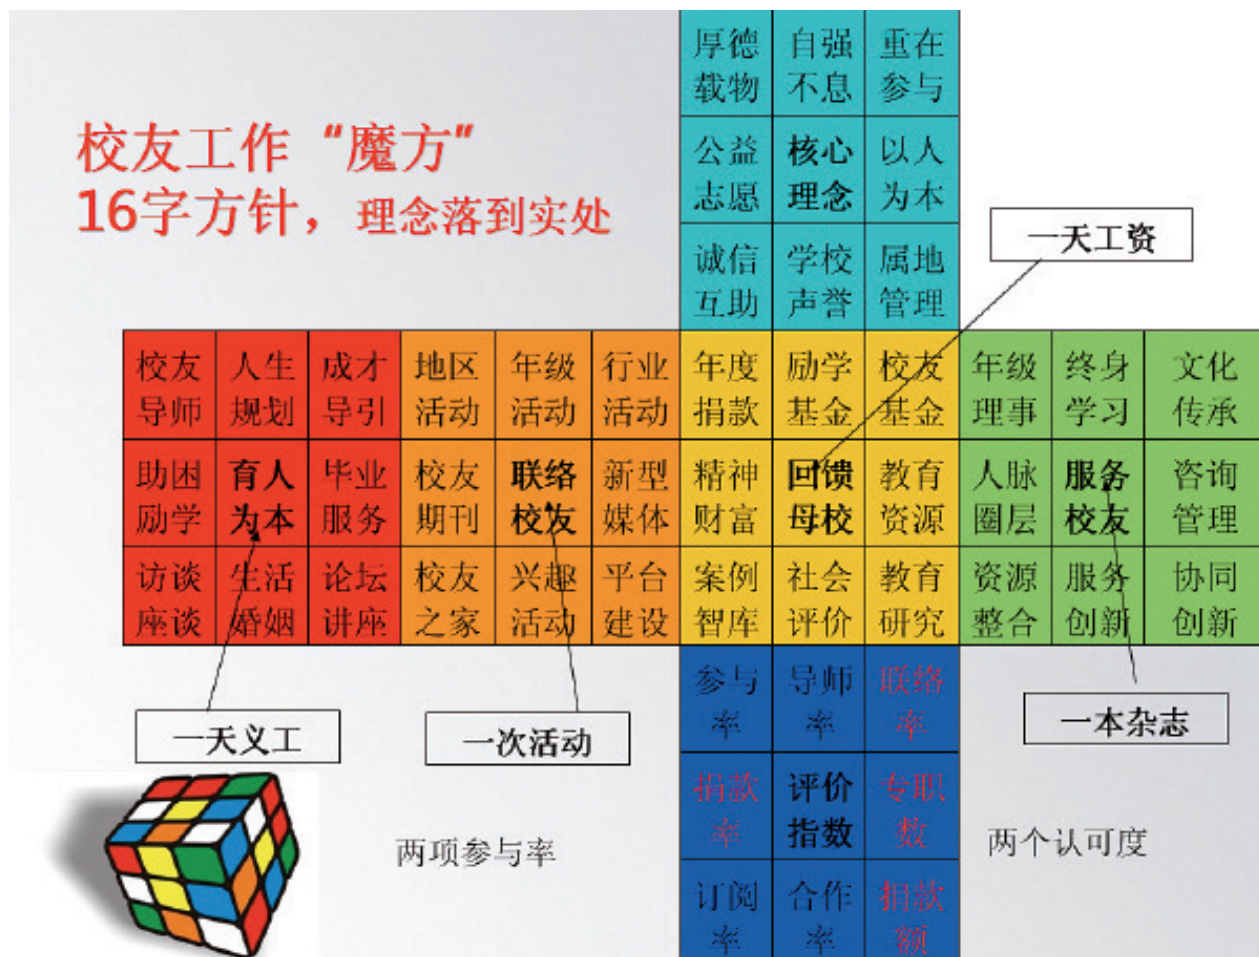 校友工作“魔方”
16字方针，理念落到实处
厚德 自强 重在
载物 不息 参与
公益 核心 以人
志愿 理念 为本
诚信 学校 属地
互助 声誉 管理
一天工资
校友 人生 成才 地区 年级 行业 年度 励学 校友 年级 终身 文化
导师 规划 导引 活动 活动 活动 捐款 基金 基金 理事 学习 传承
助困 育人 毕业 校友 联络 新型 精神 回馈 教育 人脉 服务 咨询
励学 为本 服务 期刊 校友 媒体 财富 母校 资源 圈层 校友 管理
访谈 生活 论坛 校友 兴趣 平台 案例 社会 教育 资源 服务 协同
座谈 婚姻 讲座 之家 活动 建设 智库 评价 研究 整合 创新 创新
参与 导师 联络
率 率 率
一天义工
一次活动
一本杂志
捐款 评价 专职
率 指数 数
两项参与率
两个认可度
订阅 合作 捐款
率 率 额